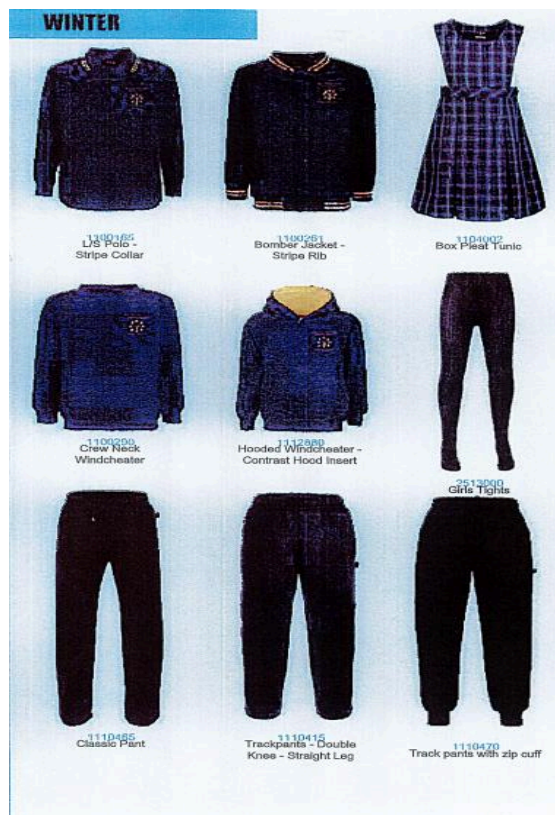 WINTER
1100165
L/S Polo -
Stripe Collar
1100261
Bomber Jacket -
Stripe Rib
1104002
Box Pleat Tunic
1100290
Crew Neck
Windcheater
1112880
Hooded Windcheater -
Contrast Hood Insert
2513000
Girls Tights
1110465
Classic Pant
1110415
Trackpants - Double
Knee - Straight Leg
1110470
Track pants with zip cuff